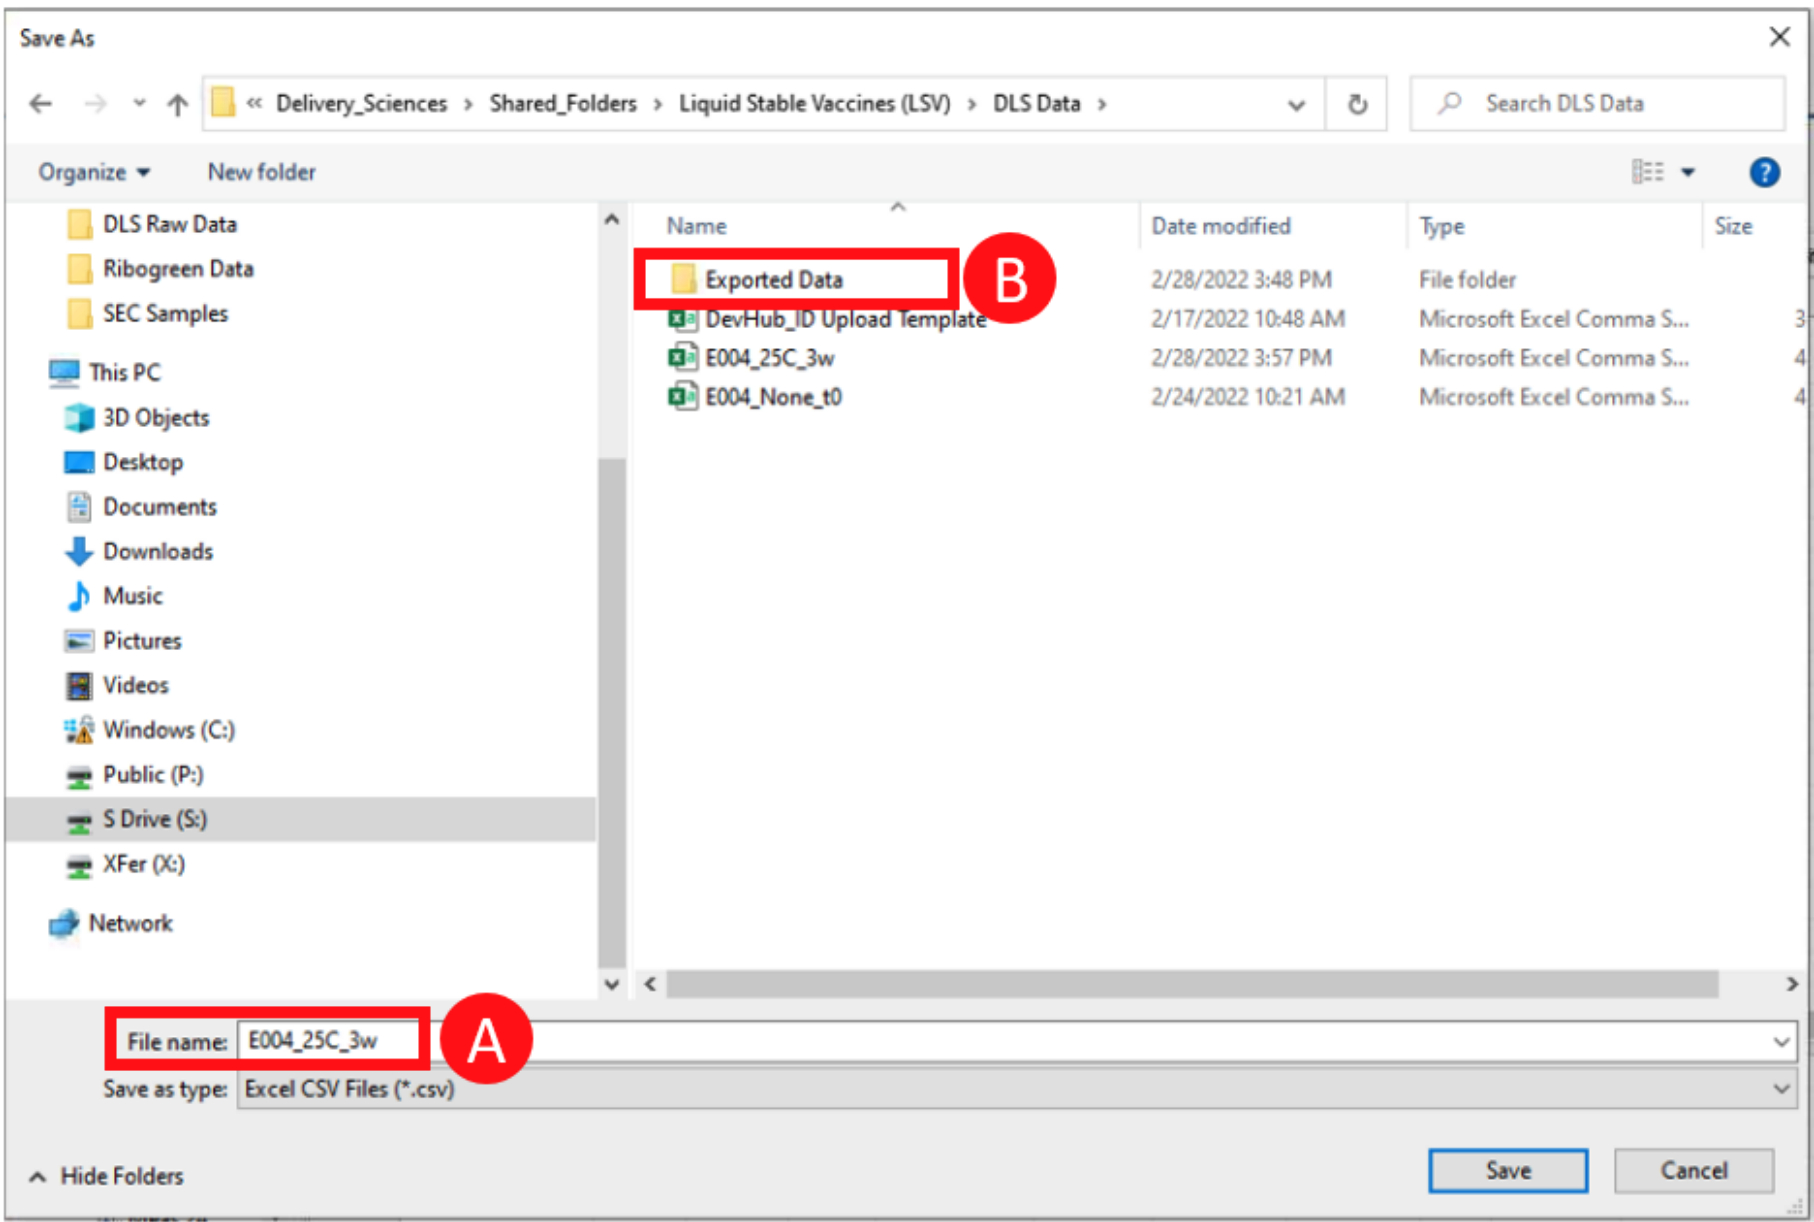 Save As
« Delivery_Sciences > Shared_Folders > Liquid Stable Vaccines (LSV) > DLS Data >
Search DLS Data
Organize
New folder
?
DLS Raw Data
Ribogreen Data
SEC Samples
This PC
3D Objects
Desktop
Documents
Downloads
Music
Pictures
Videos
Windows (C:)
Public (P:)
S Drive (S:)
XFer (X:)
Network
Name Date modified Type Size
Exported Data 2/28/2022 3:48 PM File folder
B
DevHub_ID Upload Template 2/17/2022 10:48 AM Microsoft Excel Comma S... 3
E004_25C_3w 2/28/2022 3:57 PM Microsoft Excel Comma S... 4
E004_None_t0 2/24/2022 10:21 AM Microsoft Excel Comma S... 4
File name: E004_25C_3w
A
Save as type: Excel CSV Files (*.csv)
Hide Folders
Save
Cancel